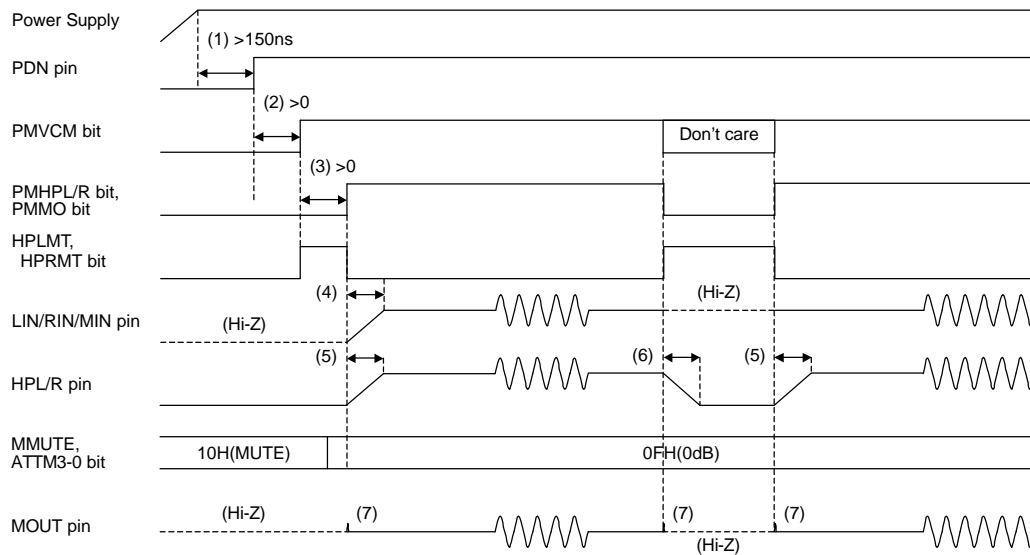 Power Supply
(1) >150ns
PDN pin
(2) >0
PMVCM bit
Don't care
(3) >0
PMHPL/R bit,
PMMO bit
HPLMT,
HPRMT bit
(4)
(Hi-Z)
LIN/RIN/MIN pin
(Hi-Z)
(5)
(6)
(5)
HPL/R pin
MMUTE,
ATTM3-0 bit
10H(MUTE)
0FH(0dB)
(Hi-Z)
(7)
(7)
(7)
MOUT pin
(Hi-Z)